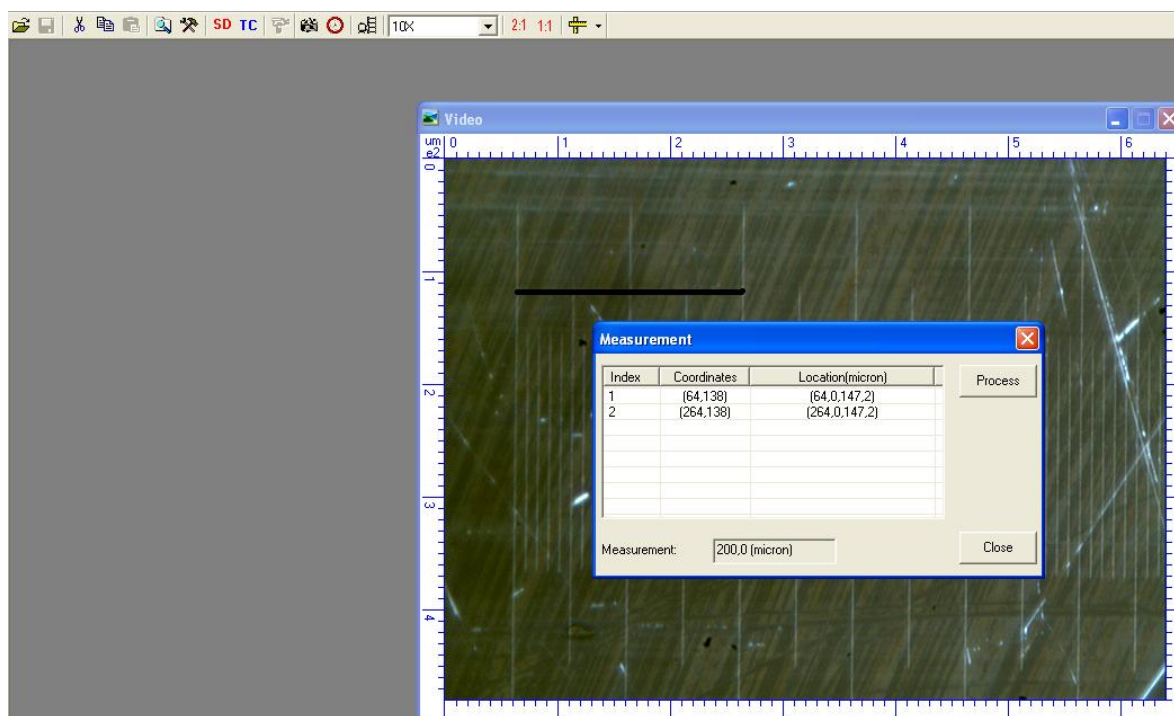 SD TC 10X 2:1 1:1
Video
um e2 0 1 2 3 4 5 6
0
1
Measurement
Index Coordinates Location(micron)
Process
1 (64,138) (64,0,147,2)
2 (264,138) (264,0,147,2)
2
3
Measurement: 200,0 (micron)
Close
4